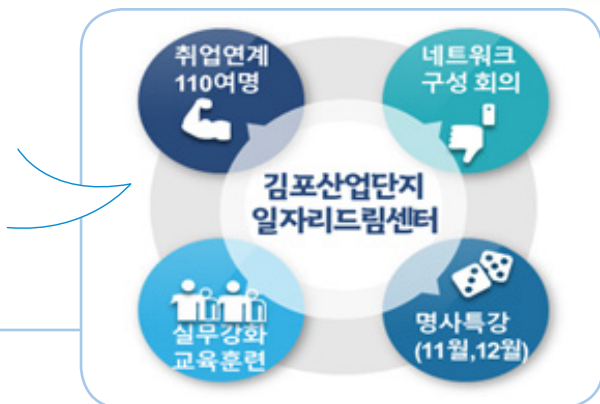 취업연계
110여명
네트워크
구성 회의
김포산업단지
일자리드림센터
실무강화
교육훈련
명사특강
(11월,12월)